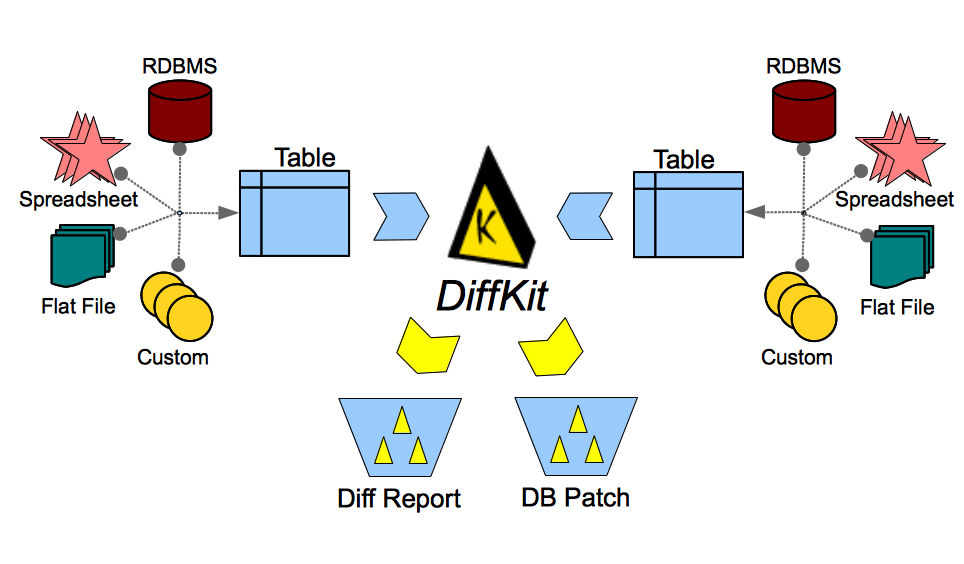 RDBMS
RDBMS
Table
Table
Spreadsheet
Spreadsheet
K
DiffKit
Flat File
Flat File
Custom
Custom
Diff Report
DB Patch